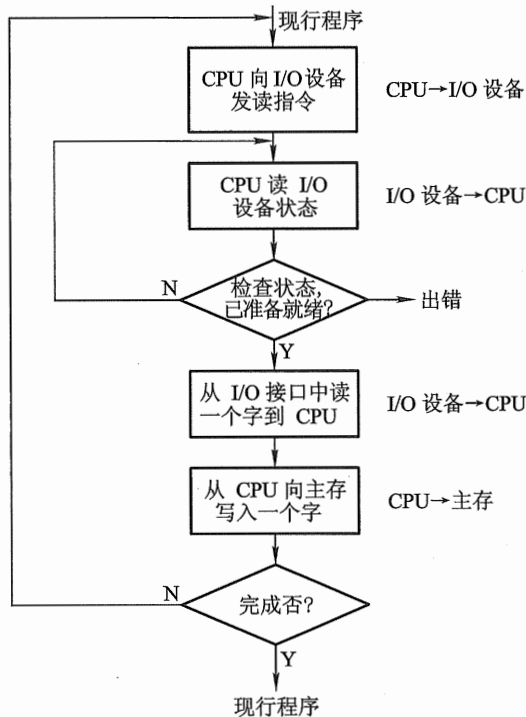 现行程序
CPU 向 I/O 设备
发读指令
CPU→I/O 设备
CPU 读 I/O
设备状态
I/O 设备→CPU
检查状态,
已准备就绪?
N
出错
Y
从 I/O 接口中读
一个字到 CPU
I/O 设备→CPU
从 CPU 向主存
写入一个字
CPU→主存
完成否?
N
Y
现行程序